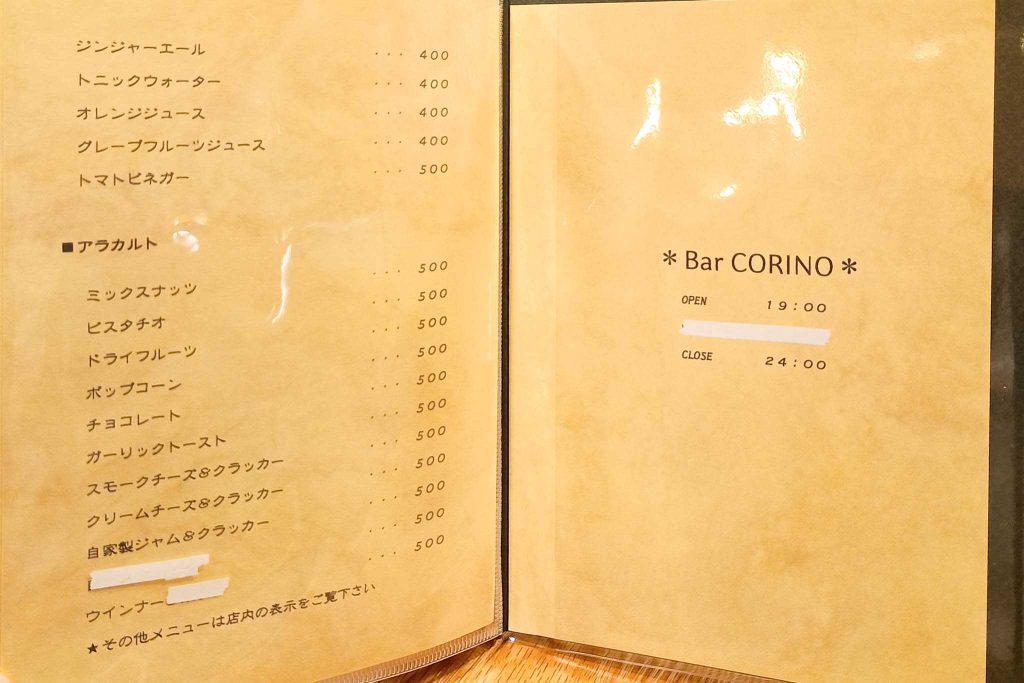 ジンジャーエール ・・・ 400
トニックウォーター ・・・ 400
オレンジジュース ・・・ 400
グレープフルーツジュース ・・・ 400
トマトビネガー ・・・ 500
■アラカルト
ミックスナッツ ・・・ 500
ピスタチオ ・・・ 500
ドライフルーツ ・・・ 500
ポップコーン ・・・ 500
チョコレート ・・・ 500
ガーリックトースト ・・・ 500
スモークチーズ&クラッカー ・・・ 500
クリームチーズ&クラッカー ・・・ 500
自家製ジャム&クラッカー ・・・ 500
・・・ 500
ウインナー ・・・ 500
★その他メニューは店内の表示をご覧下さい
＊Bar CORINO＊
OPEN 19:00
CLOSE 24:00